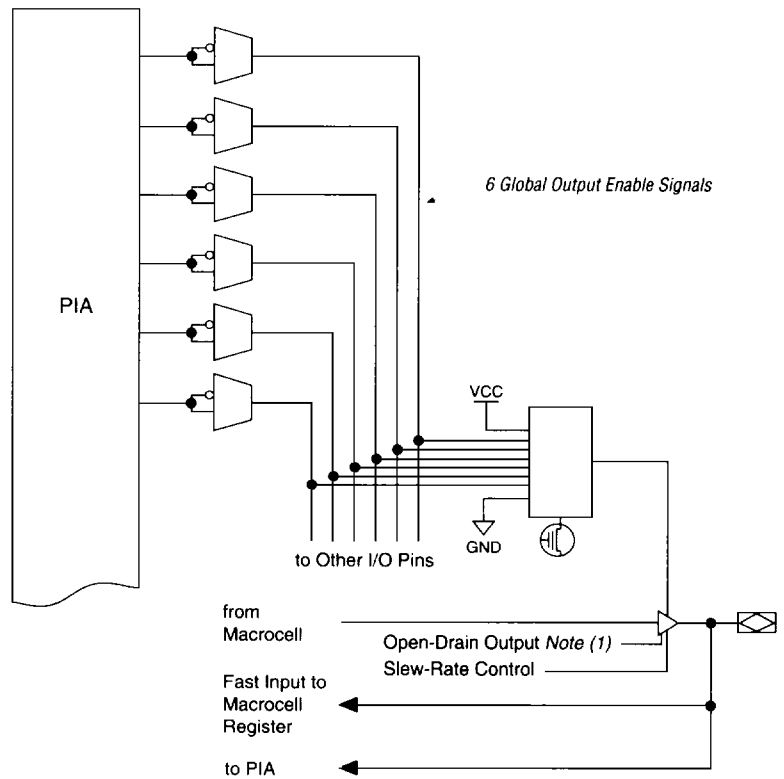 6 Global Output Enable Signals
PIA
VCC
GND
to Other I/O Pins
from
Macrocell
Open-Drain Output Note (1)
Slew-Rate Control
Fast Input to
Macrocell
Register
to PIA